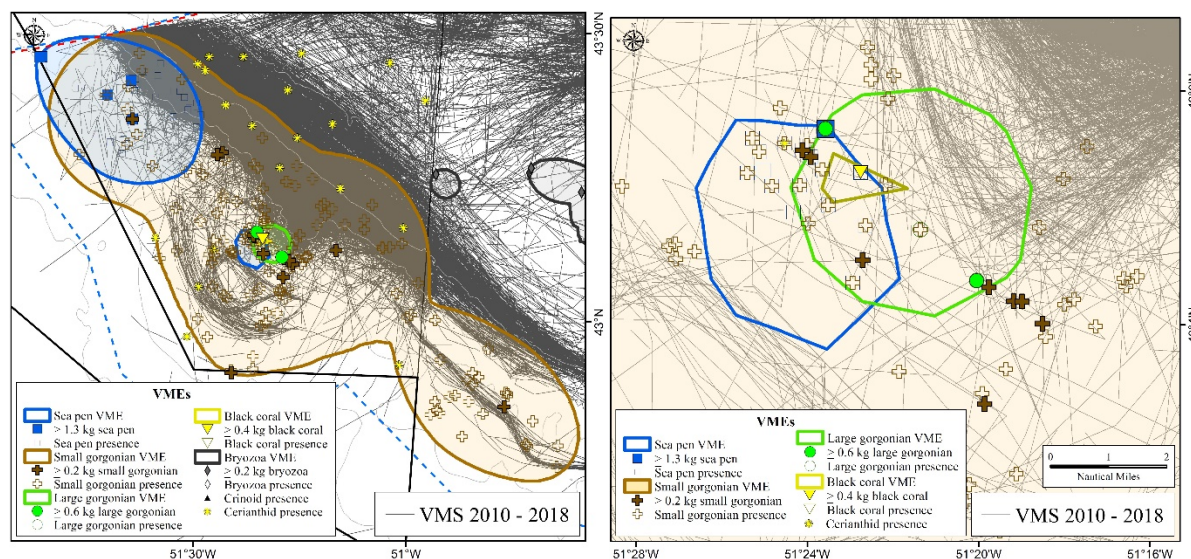 43°30'N
43°N
51°30'W
51°W
VMEs
Sea pen VME
> 1.3 kg sea pen
Sea pen presence
Small gorgonian VME
> 0.2 kg small gorgonian
Small gorgonian presence
Large gorgonian VME
≥ 0.6 kg large gorgonian
Large gorgonian presence
Black coral VME
≥ 0.4 kg black coral
Black coral presence
Bryozoa VME
≥ 0.2 kg bryozoa
Bryozoa presence
Crinoid presence
Cerianthid presence
VMS 2010 - 2018
51°28'W
51°24'W
51°20'W
51°16'W
VMEs
Sea pen VME
> 1.3 kg sea pen
Sea pen presence
Small gorgonian VME
> 0.2 kg small gorgonian
Small gorgonian presence
Large gorgonian VME
≥ 0.6 kg large gorgonian
Large gorgonian presence
Black coral VME
≥ 0.4 kg black coral
Black coral presence
Cerianthid presence
0 1 2
Nautical Miles
VMS 2010 - 2018